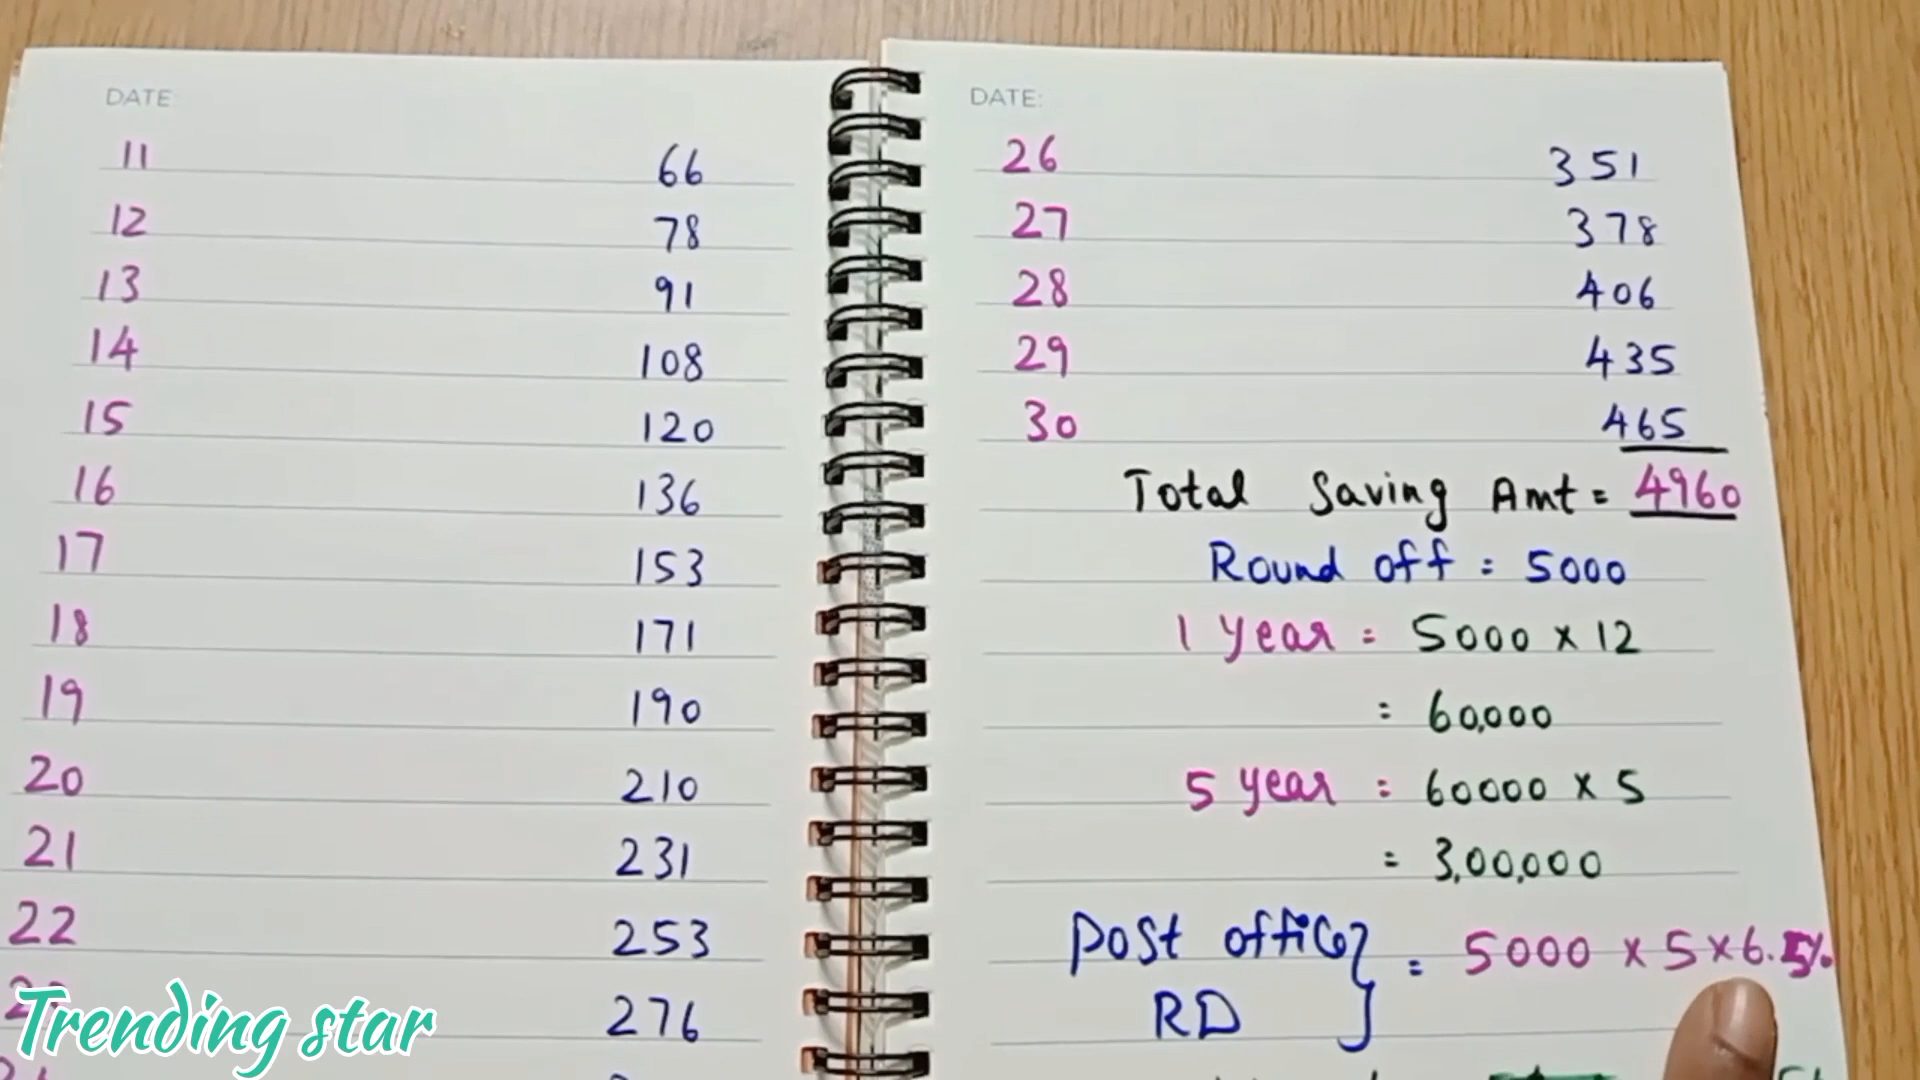 DATE:
11 66
12 78
13 91
14 108
15 120
16 136
17 153
18 171
19 190
20 210
21 231
22 253
276
DATE:
26 351
27 378
28 406
29 435
30 465
Total Saving Amt = 4960
Round off = 5000
1 Year = 5000 x 12
= 60,000
5 year = 60000 x 5
= 3,00,000
Post office } = 5000 x 5 x 6.5%
RD
Trending star